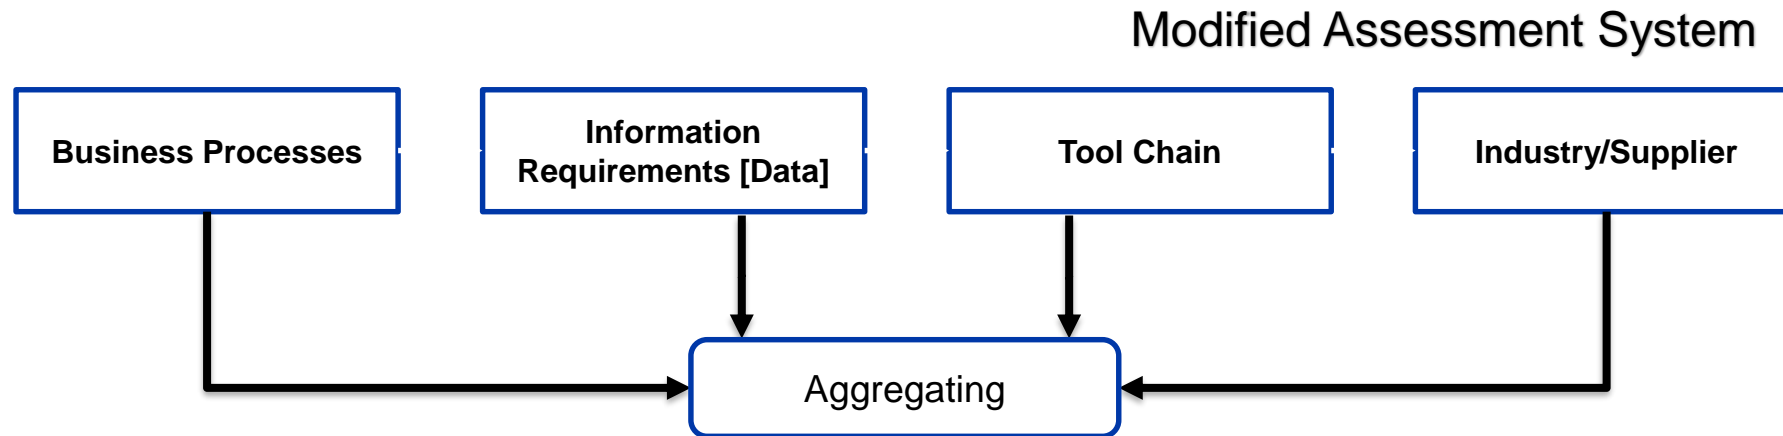 Modified Assessment System
Business Processes
Information
Requirements [Data]
Tool Chain
Industry/Supplier
Aggregating